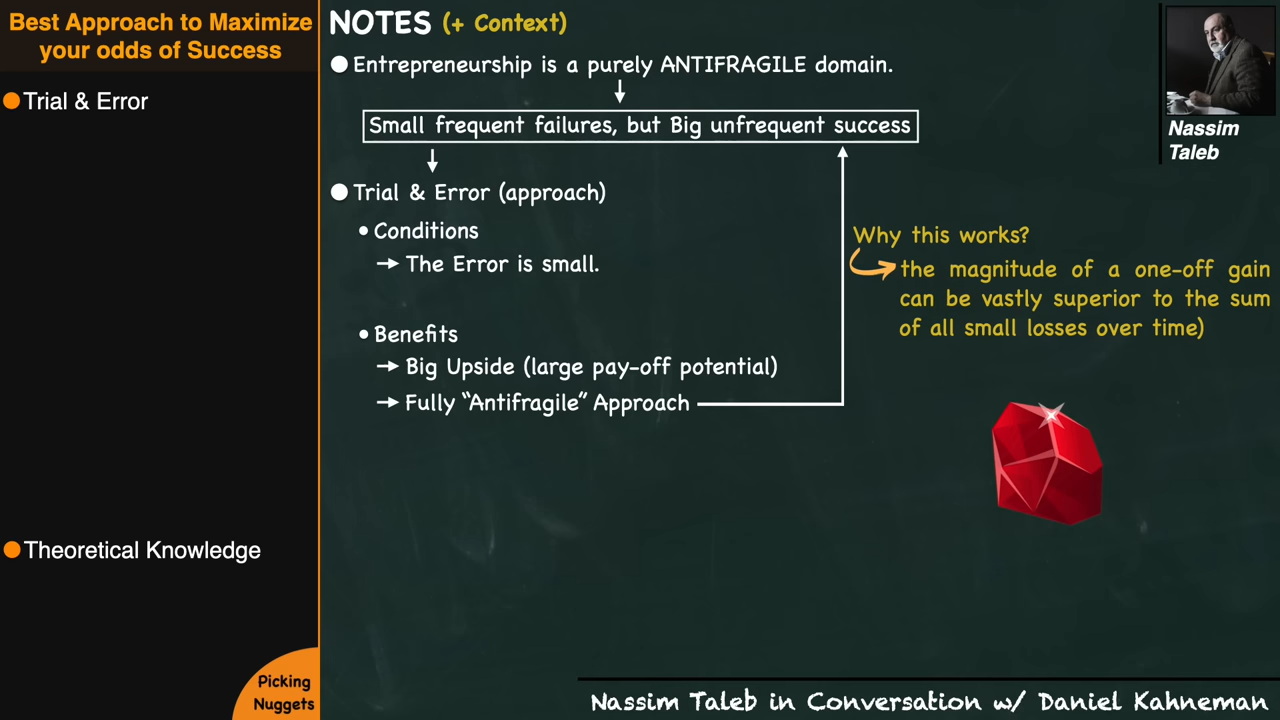 Best Approach to Maximize
your odds of Success
Trial & Error
Theoretical Knowledge
Picking
Nuggets
NOTES (+ Context)
Entrepreneurship is a purely ANTIFRAGILE domain.
Small frequent failures, but Big unfrequent success
Trial & Error (approach)
Conditions
→ The Error is small.
Benefits
→ Big Upside (large pay-off potential)
→ Fully “Antifragile” Approach
Nassim
Taleb
Why this works?
the magnitude of a one-off gain
can be vastly superior to the sum
of all small losses over time)
Nassim Taleb in Conversation w/ Daniel Kahneman